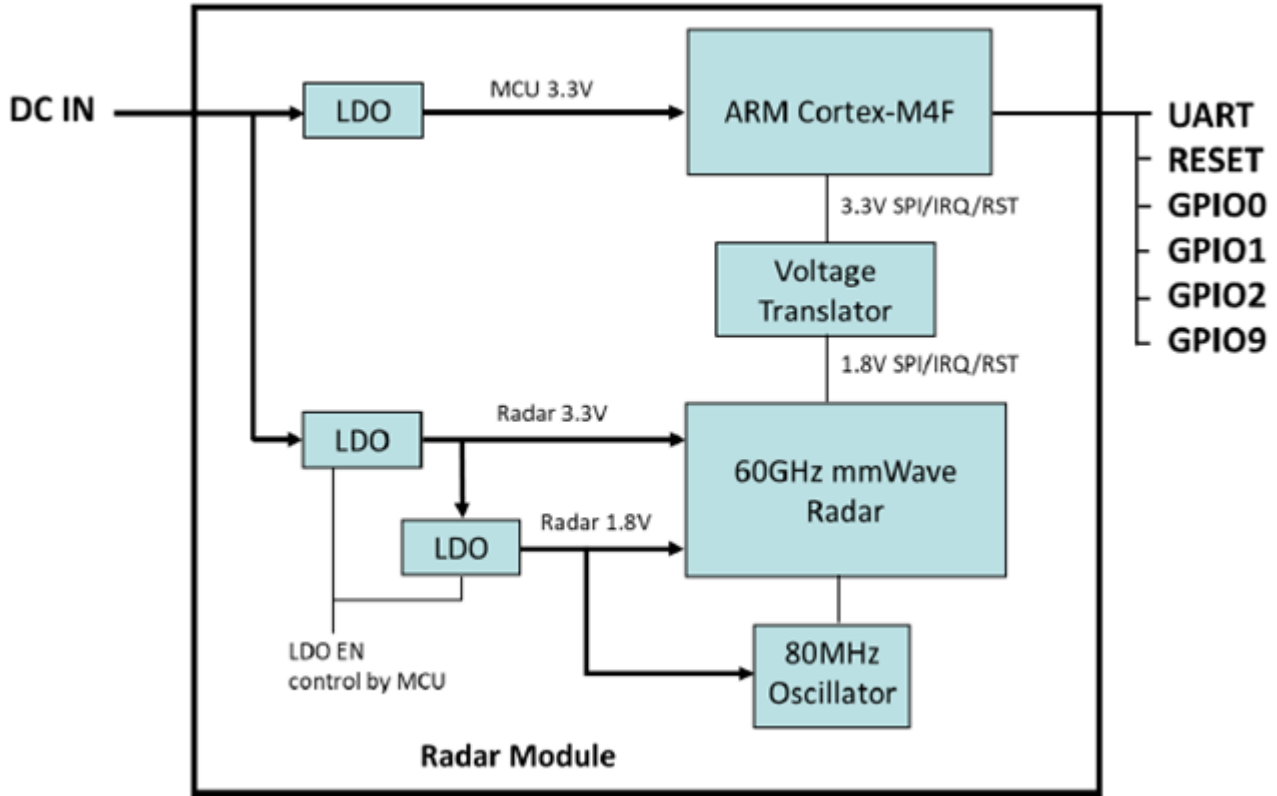 DC IN
LDO
MCU 3.3V
ARM Cortex-M4F
UART
RESET
GPIO0
GPIO1
GPIO2
GPIO9
3.3V SPI/IRQ/RST
Voltage
Translator
1.8V SPI/IRQ/RST
LDO
Radar 3.3V
60GHz mmWave
Radar
LDO
Radar 1.8V
LDO EN
control by MCU
80MHz
Oscillator
Radar Module